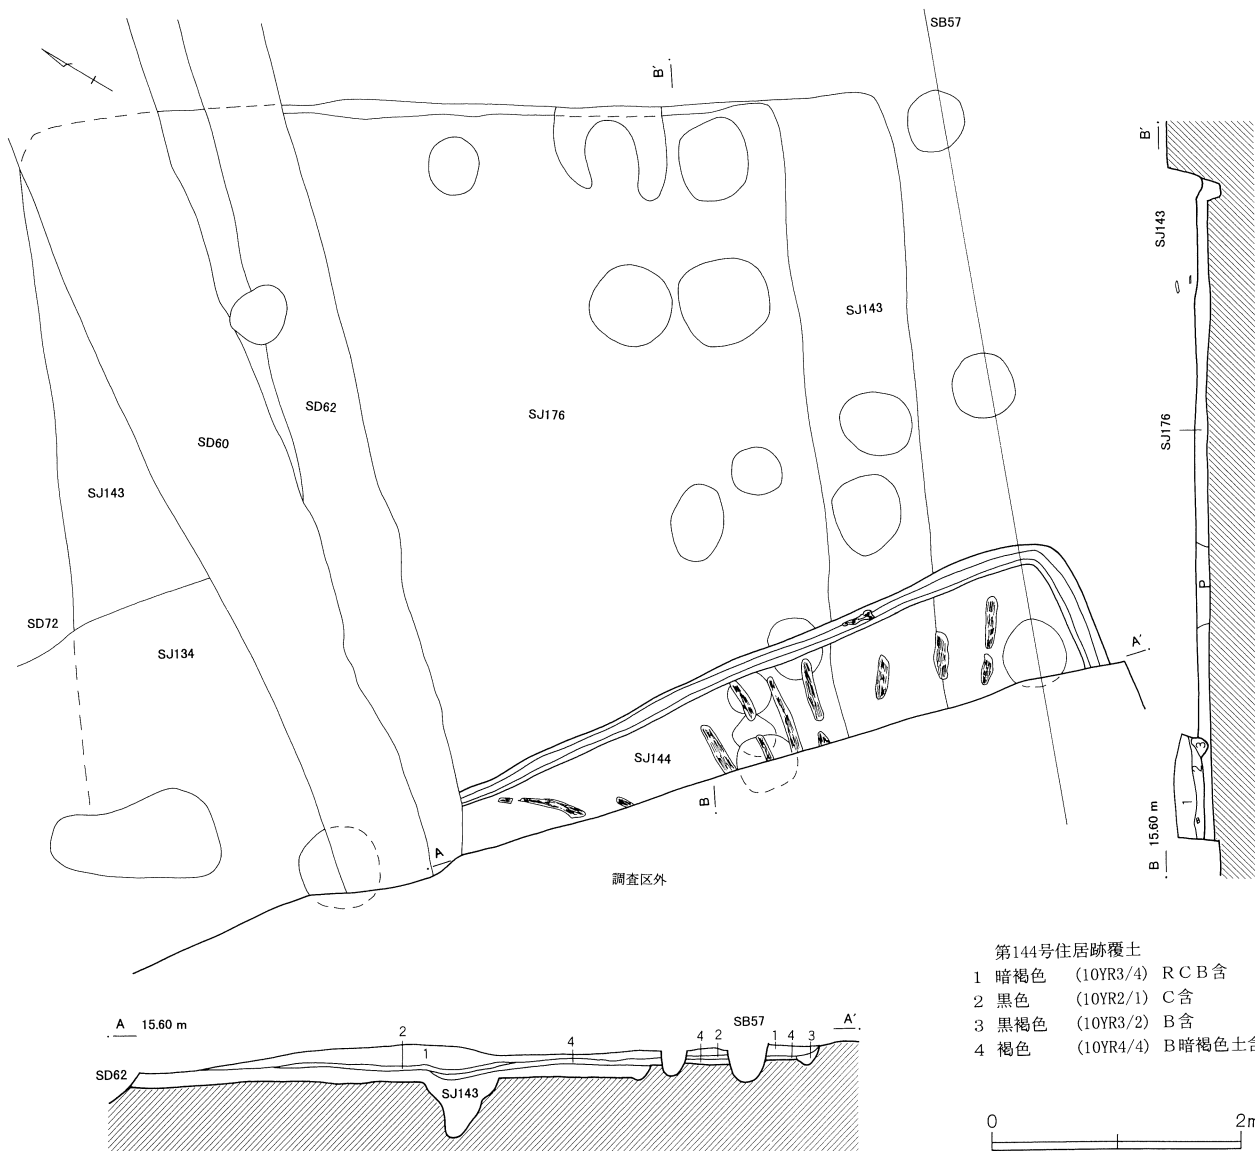 SB57
B′
B′
SJ143
SJ143
SD62
SJ176
SD60
SJ176
SJ143
SD72
SJ134
P
A′
SJ144
B
A
調査区外
3
2
1
B 15.60 m
第144号住居跡覆土
1 暗褐色 (10YR3/4) RCB含
2 黒色 (10YR2/1) C含
3 黒褐色 (10YR3/2) B含
4 褐色 (10YR4/4) B暗褐色土含
A 15.60 m
SB57
A′
2 1 4 4 2 1 4 3
SD62
SJ143
0 2m